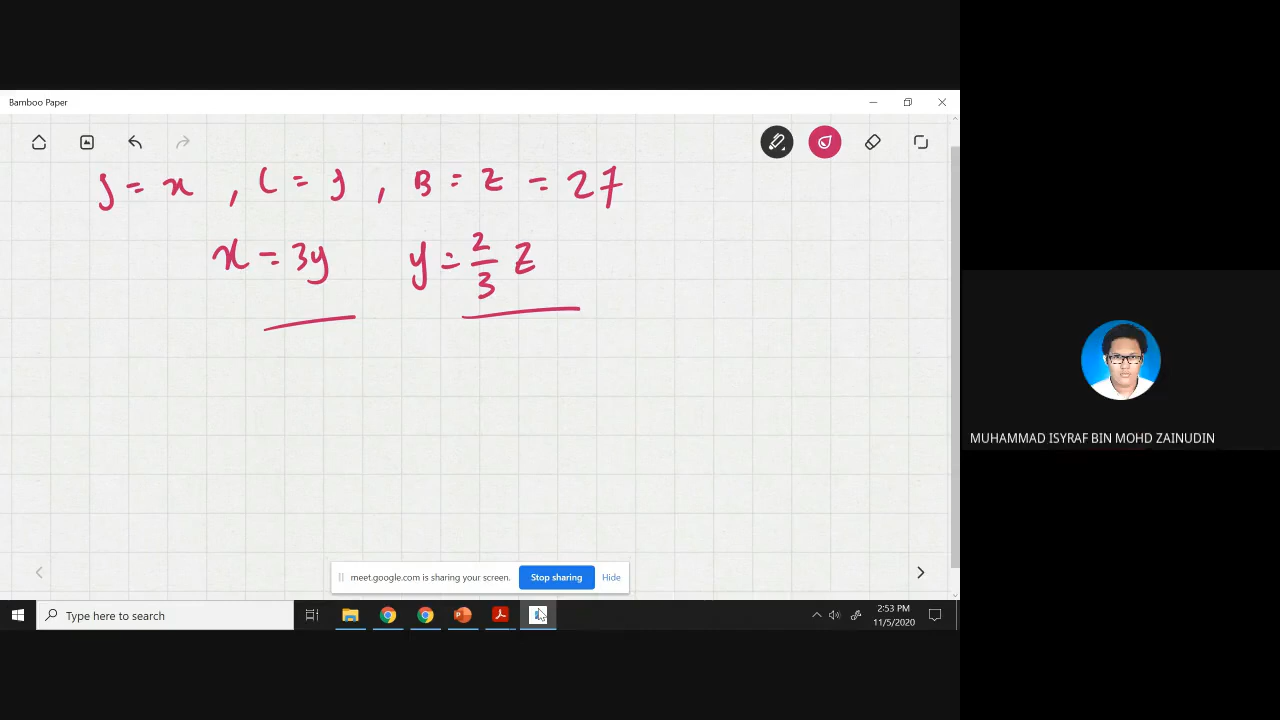 Bamboo Paper
J = x , C = y , B = z = 27
x = 3y y = 2/3 z
MUHAMMAD ISYRAF BIN MOHD ZAINUDIN
meet.google.com is sharing your screen. Stop sharing Hide
Type here to search
2:53 PM
11/5/2020